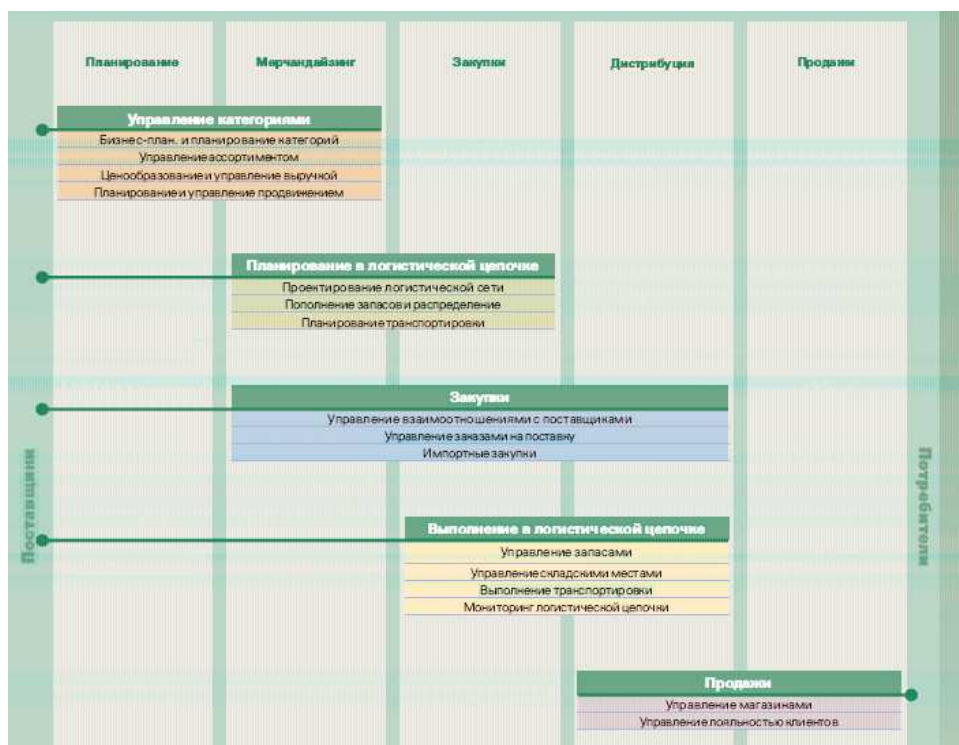 Планирование
Мерчандайзинг
Закупки
Дистрибуция
Продажи
Управление категориями
Бизнес-план. и планирование категорий
Управление ассортиментом
Ценообразование и управление выручкой
Планирование и управление продвижением
Планирование в логистической цепочке
Проектирование логистической сети
Пополнение запасов и распределение
Планирование транспортировки
Закупки
Управление взаимоотношениями с поставщиками
Управление заказами на поставку
Импортные закупки
Поставщики
Потребители
Выполнение в логистической цепочке
Управление запасами
Управление складскими местами
Выполнение транспортировки
Мониторинг логистической цепочки
Продажи
Управление магазинами
Управление лояльностью клиентов